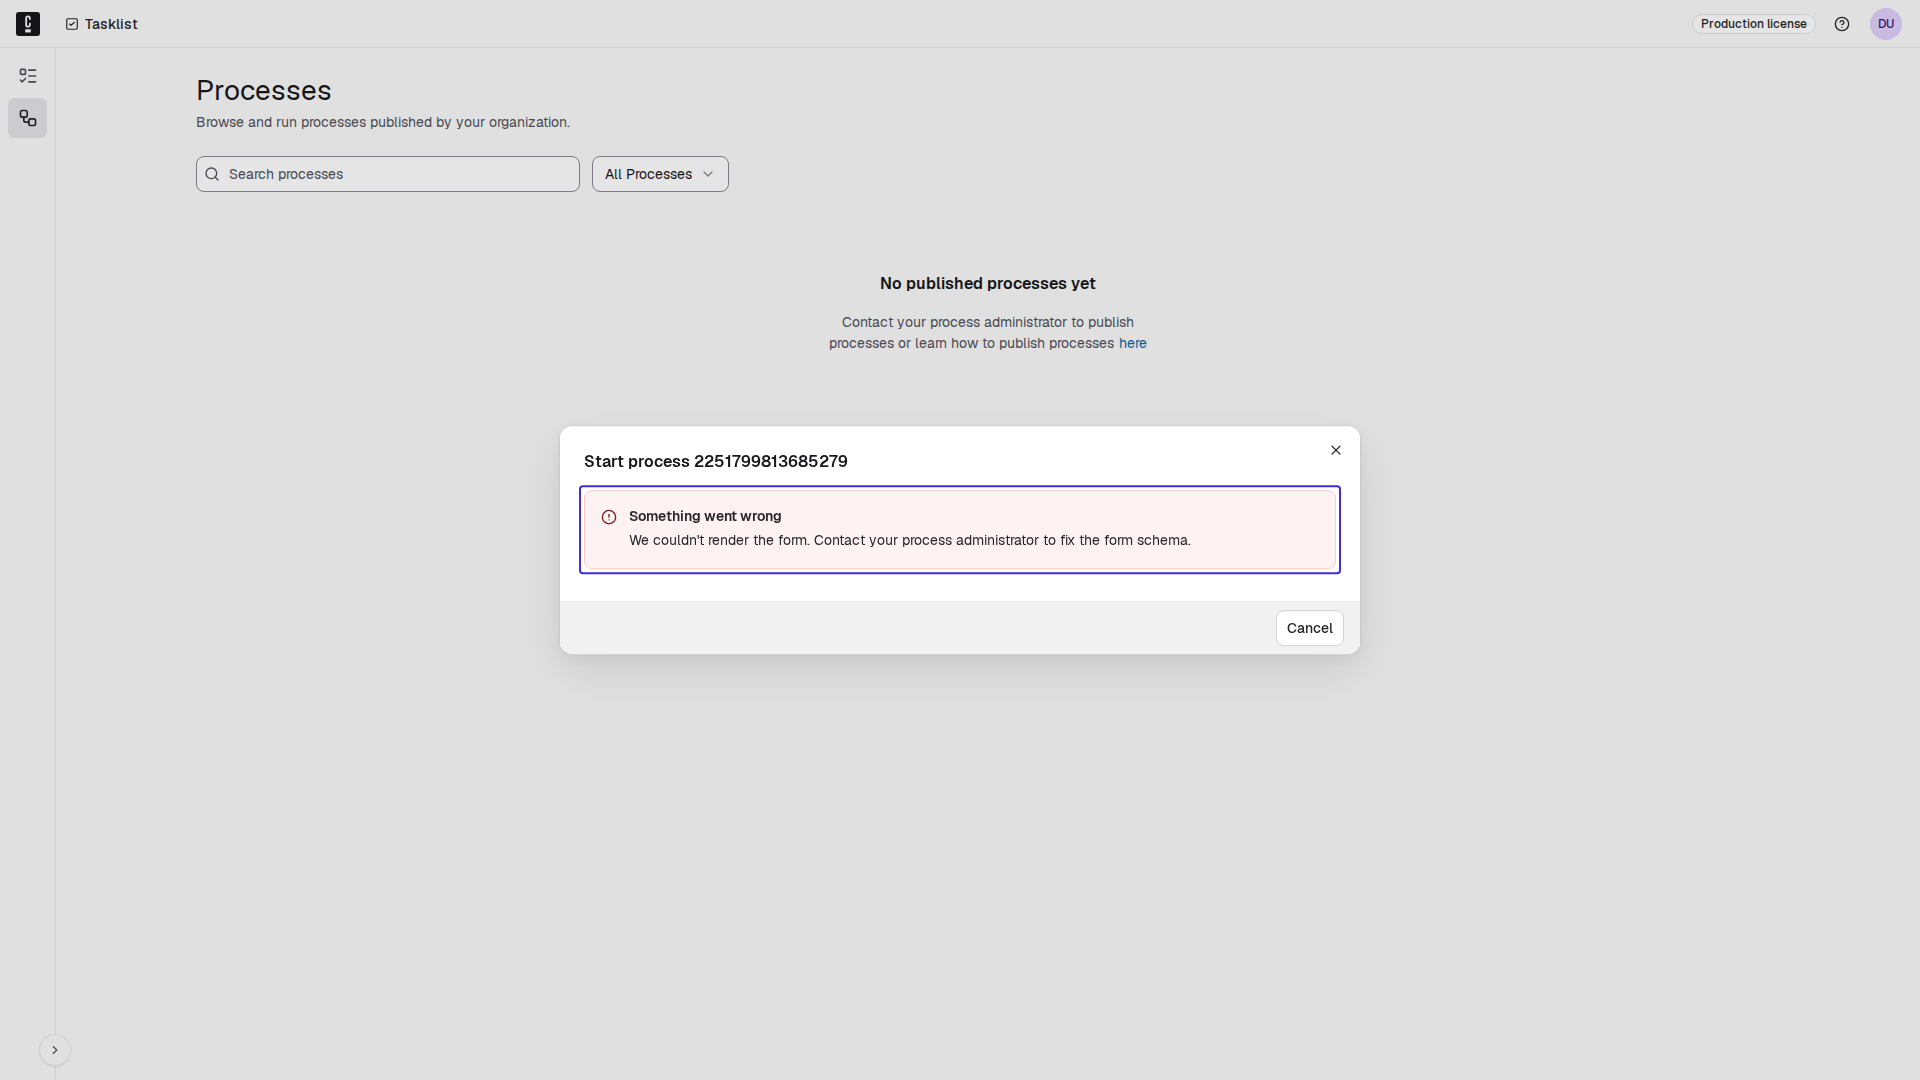 Tasklist
Production license
DU
Processes
Browse and run processes published by your organization.
Search processes
All Processes
No published processes yet
Contact your process administrator to publish
processes or learn how to publish processes here
Start process 2251799813685279
Something went wrong
We couldn't render the form. Contact your process administrator to fix the form schema.
Cancel